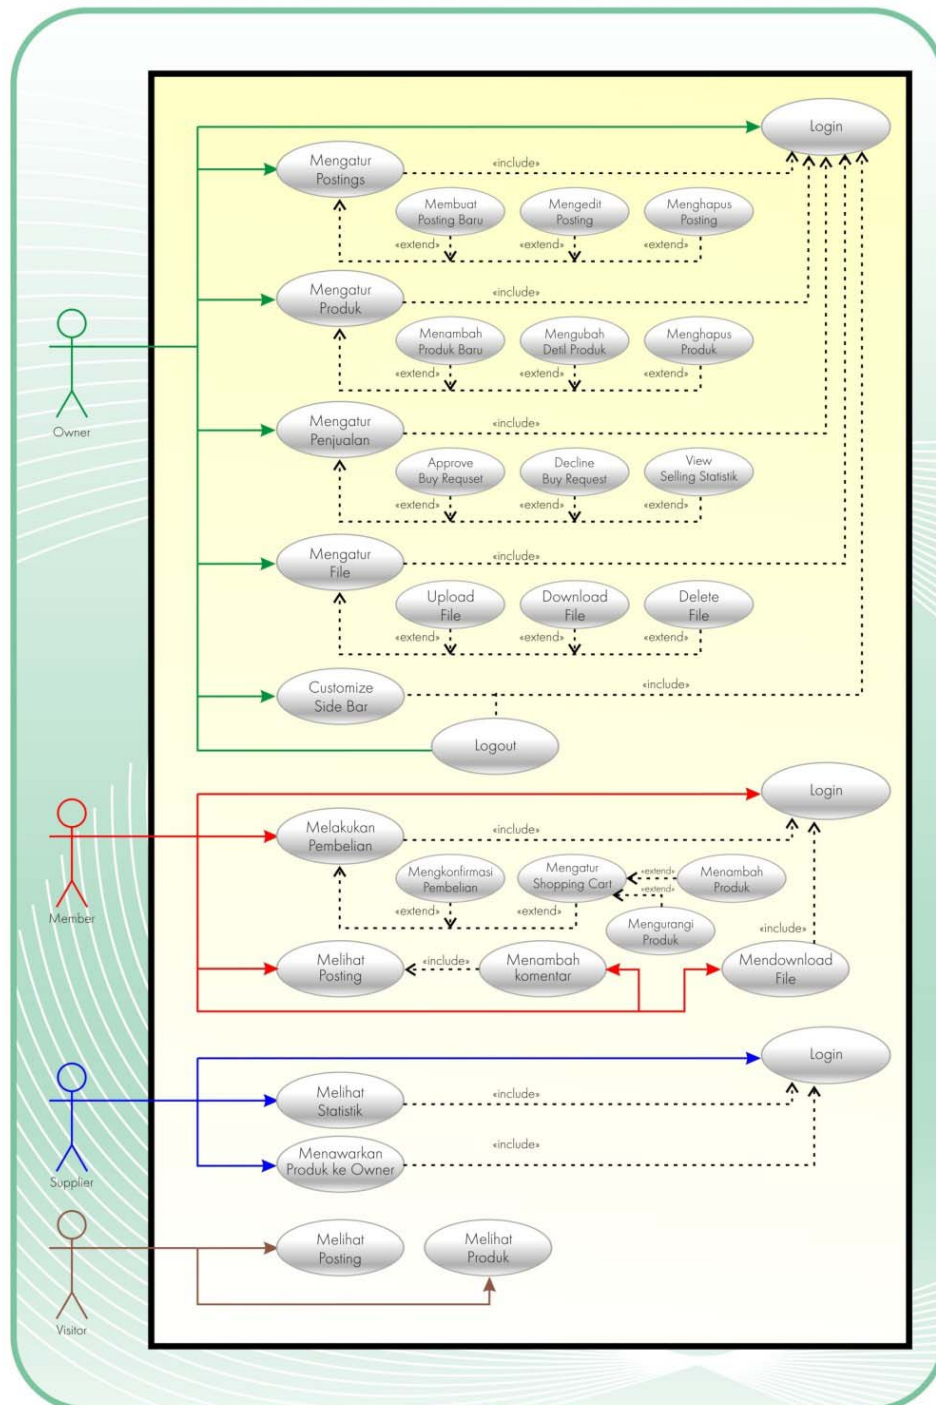 Login
Mengatur
Postings
«include»
Membuat
Posting Baru
Mengedit
Posting
Menghapus
Posting
«extend»
«extend»
«extend»
Mengatur
Produk
«include»
Menambah
Produk Baru
Mengubah
Detil Produk
Menghapus
Produk
«extend»
«extend»
«extend»
Owner
Mengatur
Penjualan
«include»
Approve
Buy Requset
Decline
Buy Request
View
Selling Statistik
«extend»
«extend»
«extend»
Mengatur
File
«include»
Upload
File
Download
File
Delete
File
«extend»
«extend»
«extend»
Customize
Side Bar
«include»
Logout
Login
Member
Melakukan
Pembelian
«include»
Mengkonfirmasi
Pembelian
Mengatur
Shopping Cart
«extend»
«extend»
Menambah
Produk
Mengurangi
Produk
«extend»
«extend»
«include»
Melihat
Posting
«include»
Menambah
komentar
Mendownload
File
Login
Supplier
Melihat
Statistik
«include»
Menawarkan
Produk ke Owner
«include»
Visitor
Melihat
Posting
Melihat
Produk